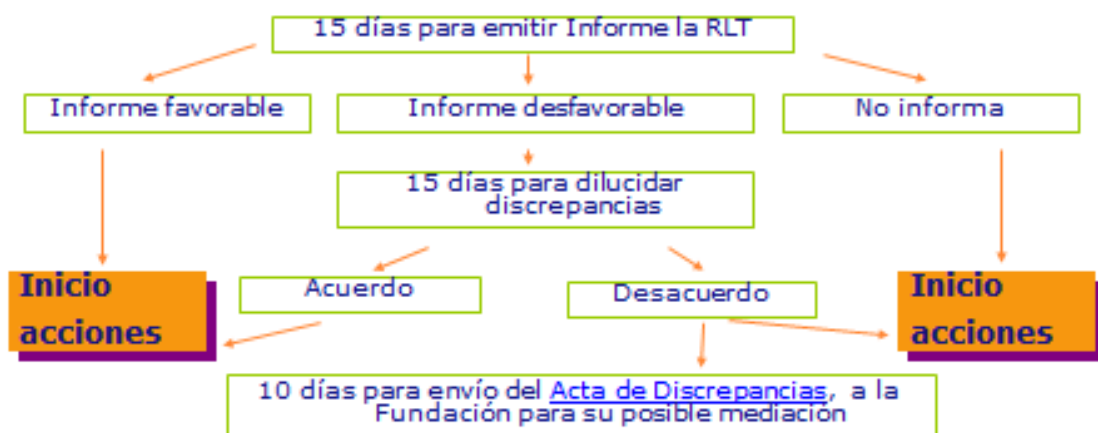 15 días para emitir Informe la RLT
Informe favorable
Informe desfavorable
No informa
15 días para dilucidar
discrepancias
Inicio
acciones
Acuerdo
Desacuerdo
Inicio
acciones
10 días para envío del Acta de Discrepancias, a la
Fundación para su posible mediación